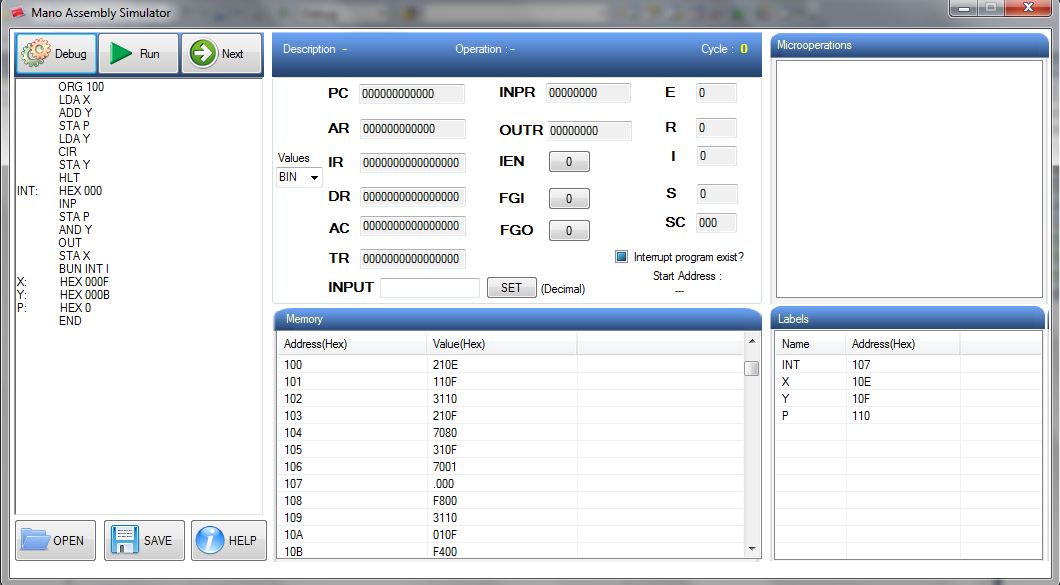 Mano Assembly Simulator
Debug Run Next
ORG 100
LDA X
ADD Y
STA P
LDA Y
CIR
STA Y
HLT
INT: HEX 000
INP
STA P
AND Y
OUT
STA X
BUN INT I
X: HEX 000F
Y: HEX 000B
P: HEX 0
END
OPEN SAVE HELP
Description - Operation : - Cycle : 0
Values
BIN
PC 000000000000
AR 000000000000
IR 0000000000000000
DR 0000000000000000
AC 0000000000000000
TR 0000000000000000
INPUT SET (Decimal)
INPR 00000000
OUTR 00000000
IEN 0
FGI 0
FGO 0
E 0
R 0
I 0
S 0
SC 000
Interrupt program exist?
Start Address :
---
Microoperations
Memory
Address(Hex) Value(Hex)
100 210E
101 110F
102 3110
103 210F
104 7080
105 310F
106 7001
107 .000
108 F800
109 3110
10A 010F
10B F400
Labels
Name Address(Hex)
INT 107
X 10E
Y 10F
P 110